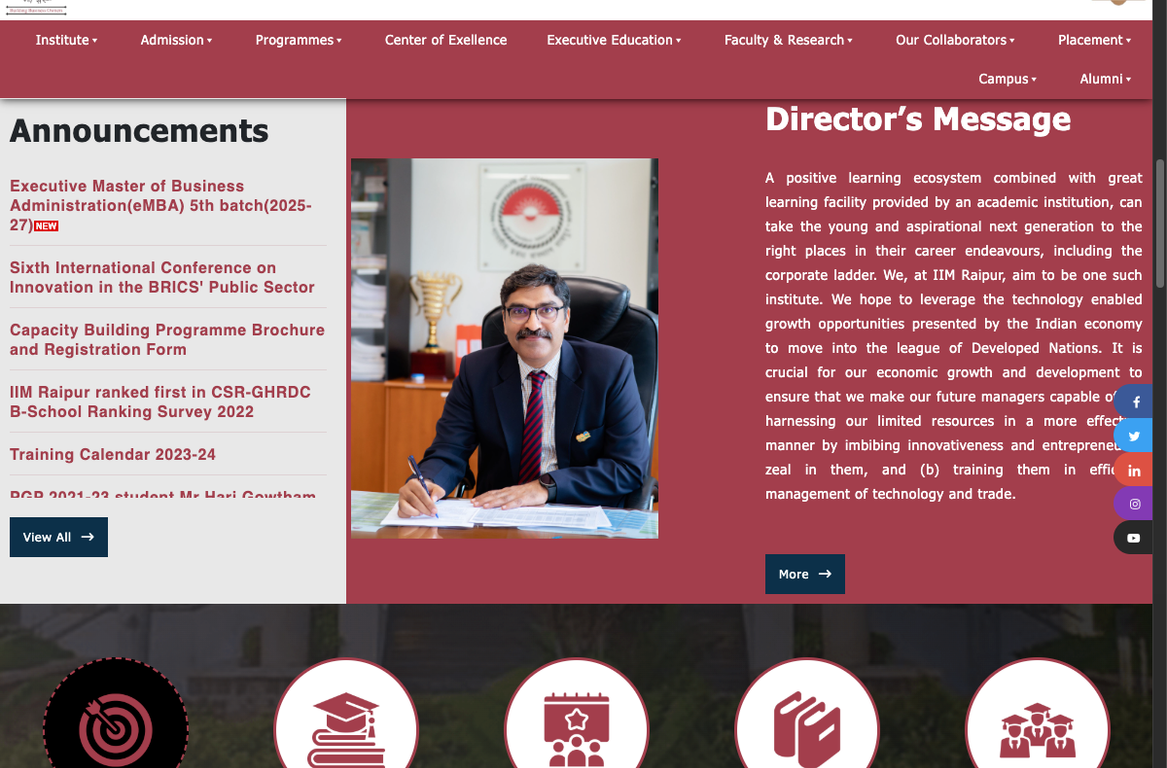 Institute
Admission
Programmes
Center of Exellence
Executive Education
Faculty & Research
Our Collaborators
Placement
Campus
Alumni
Announcements
Executive Master of Business
Administration(eMBA) 5th batch(2025-
27) NEW
Sixth International Conference on
Innovation in the BRICS' Public Sector
Capacity Building Programme Brochure
and Registration Form
IIM Raipur ranked first in CSR-GHRDC
B-School Ranking Survey 2022
Training Calendar 2023-24
PGP 2021-23 student Mr Hari Gowtham
View All
Director’s Message
A positive learning ecosystem combined with great
learning facility provided by an academic institution, can
take the young and aspirational next generation to the
right places in their career endeavours, including the
corporate ladder. We, at IIM Raipur, aim to be one such
institute. We hope to leverage the technology enabled
growth opportunities presented by the Indian economy
to move into the league of Developed Nations. It is
crucial for our economic growth and development to
ensure that we make our future managers capable
harnessing our limited resources in a more
manner by imbibing innovativeness and
zeal in them, and (b) training them in
management of technology and trade.
More